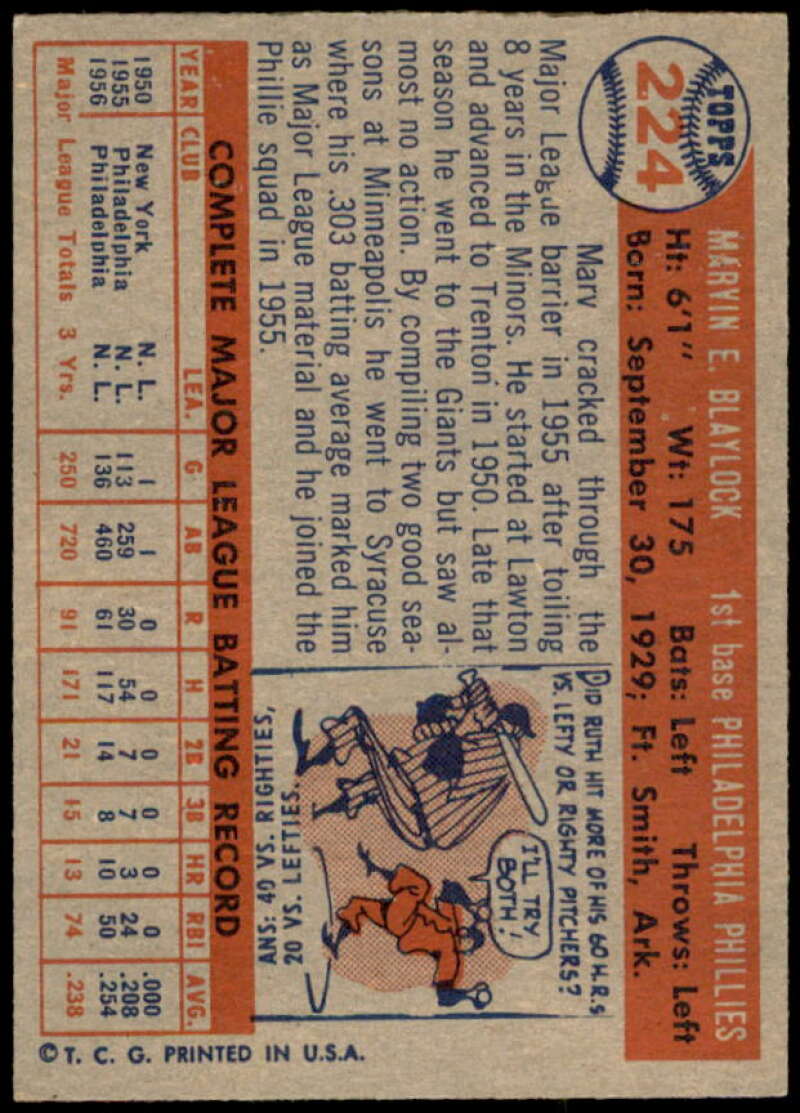 TOPPS
224
MARVIN E. BLAYLOCK 1st base PHILADELPHIA PHILLIES
Ht: 6'1" Wt: 175 Bats: Left Throws: Left
Born: September 30, 1929; Ft. Smith, Ark.
Marv cracked through the
Major League barrier in 1955 after toiling
8 years in the Minors. He started at Lawton
and advanced to Trenton in 1950. Late that
season he went to the Giants but saw al-
most no action. By compiling two good sea-
sons at Minneapolis he went to Syracuse
where his .303 batting average marked him
as Major League material and he joined the
Phillie squad in 1955.
DID RUTH HIT MORE OF HIS 60 H.R.S
VS. LEFTY OR RIGHTY PITCHERS?
I'LL TRY
BOTH!
ANS: 40 VS. RIGHTIES,
20 VS. LEFTIES.
COMPLETE MAJOR LEAGUE BATTING RECORD
YEAR CLUB LEA. G AB R H 2B 3B HR RBI AVG.
1950 New York N. L. 1 1 0 0 0 0 0 0 .000
1955 Philadelphia N. L. 113 259 30 54 7 7 3 24 .208
1956 Philadelphia N. L. 136 460 61 117 14 8 10 50 .254
Major League Totals 3 Yrs. 250 720 91 171 21 15 13 74 .238
© T. C. G. PRINTED IN U.S.A.